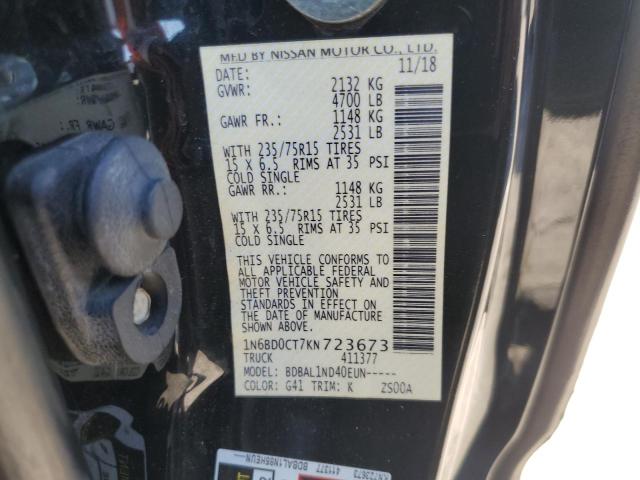 MFD BY NISSAN MOTOR CO., LTD.
DATE: 11/18
GVWR: 2132 KG
4700 LB
GAWR FR.: 1148 KG
2531 LB
WITH 235/75R15 TIRES
15 X 6.5 RIMS AT 35 PSI
COLD SINGLE
GAWR RR.: 1148 KG
2531 LB
WITH 235/75R15 TIRES
15 X 6.5 RIMS AT 35 PSI
COLD SINGLE
THIS VEHICLE CONFORMS TO
ALL APPLICABLE FEDERAL
MOTOR VEHICLE SAFETY AND
THEFT PREVENTION
STANDARDS IN EFFECT ON
THE DATE OF MANUFACTURE
SHOWN ABOVE.
1N6BD0CT7KN723673
TRUCK 411377
MODEL: BDBAL1ND40EUN-----
COLOR: G41 TRIM: K ZS00A
KN723673
411377